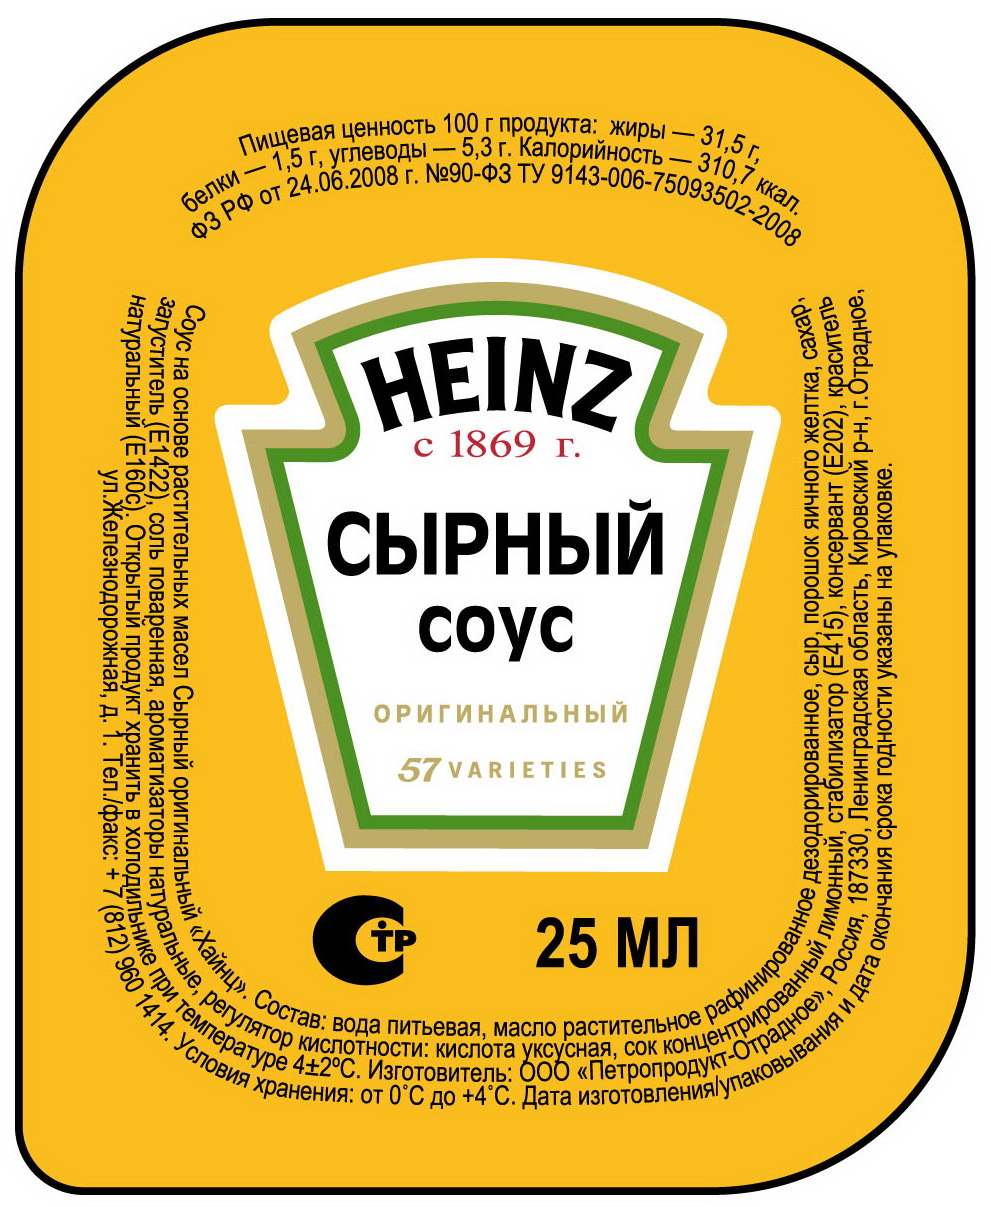 Пищевая ценность 100 г продукта: жиры — 31,5 г,
белки — 1,5 г, углеводы — 5,3 г. Калорийность — 310,7 ккал.
ФЗ РФ от 24.06.2008 г. №90-ФЗ ТУ 9143-006-75093502-2008
HEINZ
с 1869 г.
СЫРНЫЙ
соус
ОРИГИНАЛЬНЫЙ
57 VARIETIES
СТР
25 МЛ
Соус на основе растительных масел Сырный оригинальный «Хайнц». Состав: вода питьевая, масло растительное рафинированное дезодорированное, сыр, порошок яичного желтка, сахар,
загуститель (Е1422), соль поваренная, ароматизаторы натуральные, регулятор кислотности: кислота уксусная, сок концентрированный лимонный, стабилизатор (Е415), консервант (Е202), краситель
натуральный (Е160с). Открытый продукт хранить в холодильнике при температуре 4±2°С. Изготовитель: ООО «Петропродукт-Отрадное», Россия, 187330, Ленинградская область, Кировский р-н, г.Отрадное,
ул.Железнодорожная, д. 1. Тел./факс: + 7 (812) 960 1414. Условия хранения: от 0˚С до +4˚С. Дата изготовления/упаковывания и дата окончания срока годности указаны на упаковке.